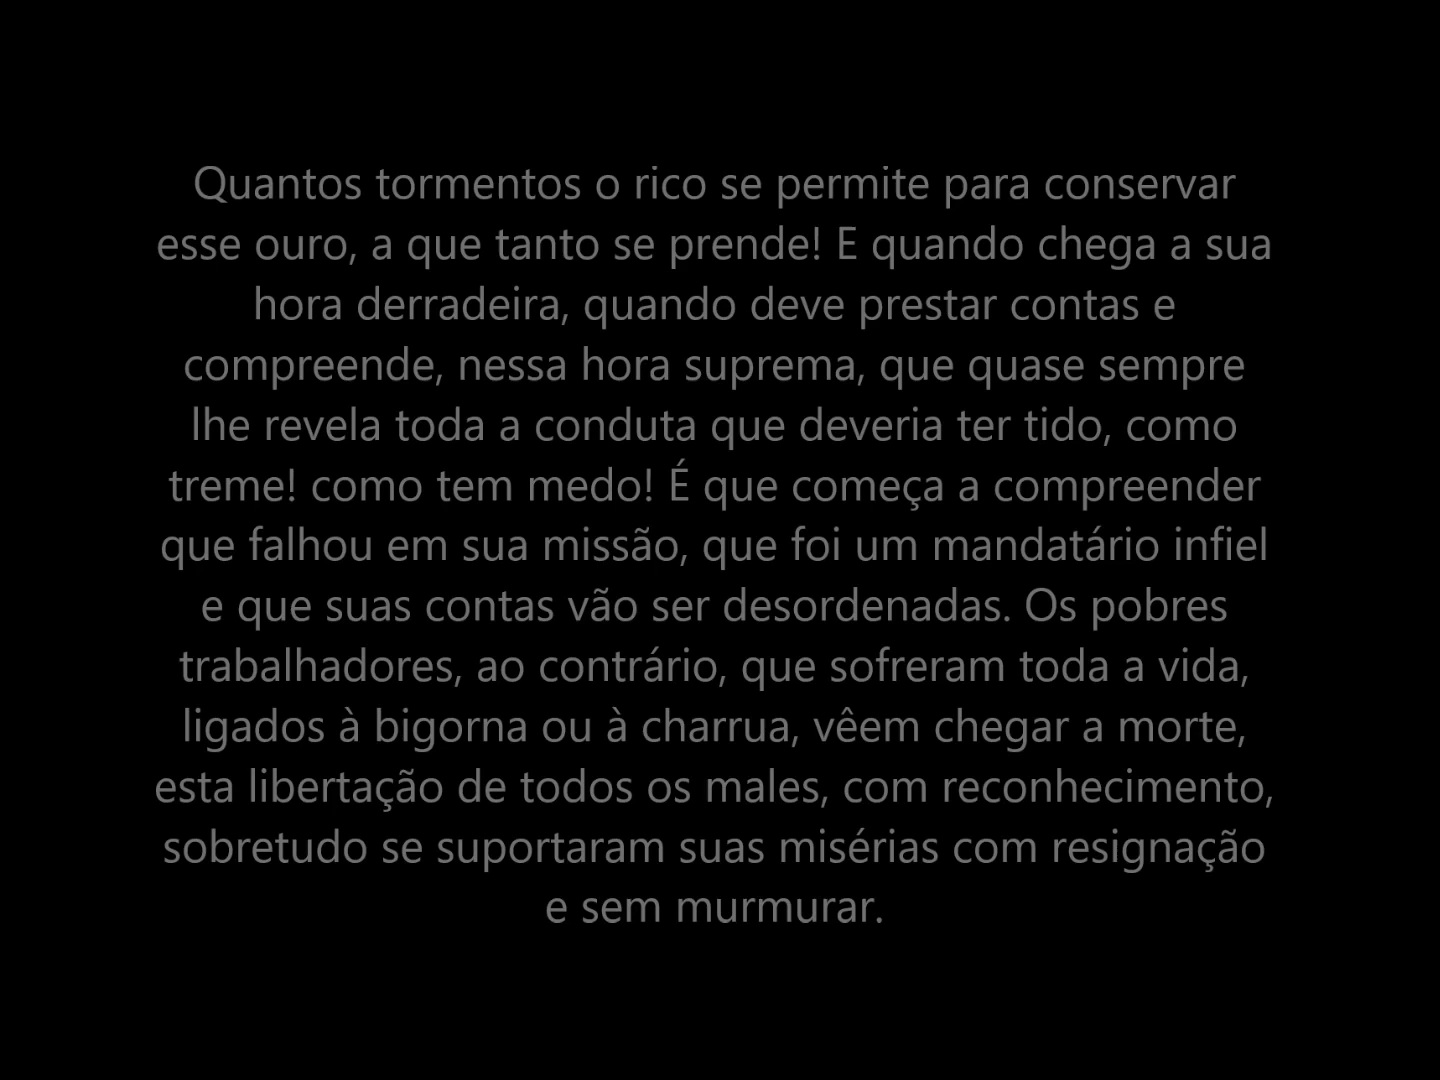 Quantos tormentos o rico se permite para conservar
esse ouro, a que tanto se prende! E quando chega a sua
hora derradeira, quando deve prestar contas e
compreende, nessa hora suprema, que quase sempre
lhe revela toda a conduta que deveria ter tido, como
treme! como tem medo! É que começa a compreender
que falhou em sua missão, que foi um mandatário infiel
e que suas contas vão ser desordenadas. Os pobres
trabalhadores, ao contrário, que sofreram toda a vida,
ligados à bigorna ou à charrua, vêem chegar a morte,
esta libertação de todos os males, com reconhecimento,
sobretudo se suportaram suas misérias com resignação
e sem murmurar.